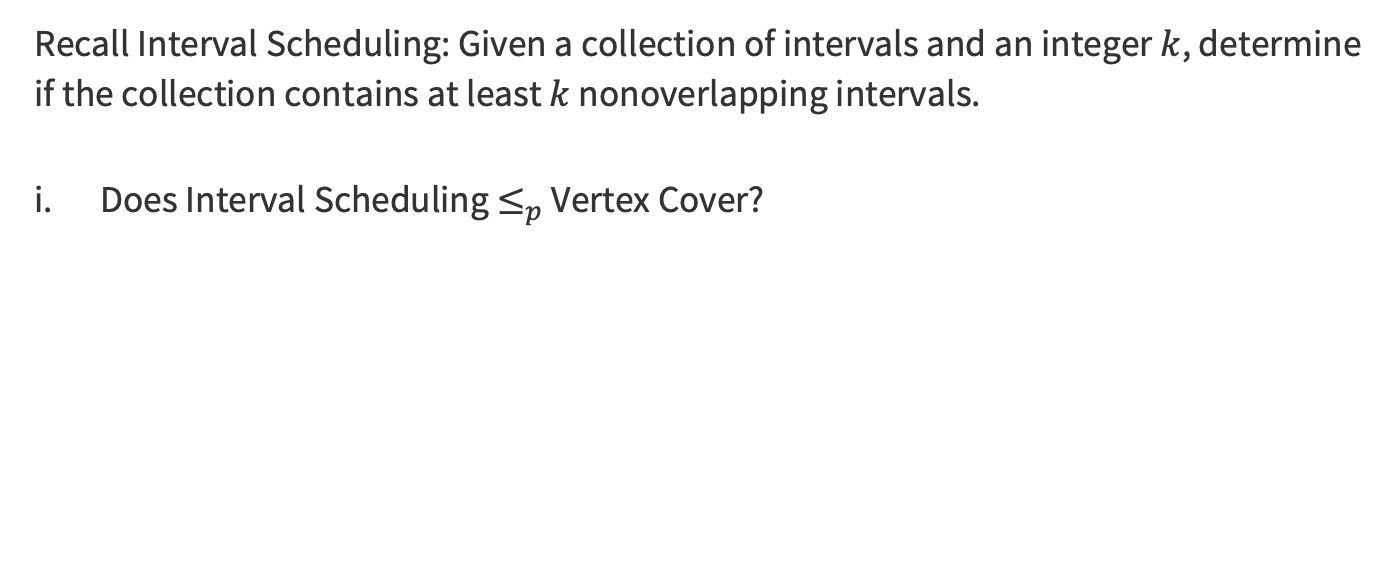 Recall Interval Scheduling: Given a collection of intervals and an integer k, determine
if the collection contains at least k nonoverlapping intervals.
i. Does Interval Scheduling ≤ₚ Vertex Cover?